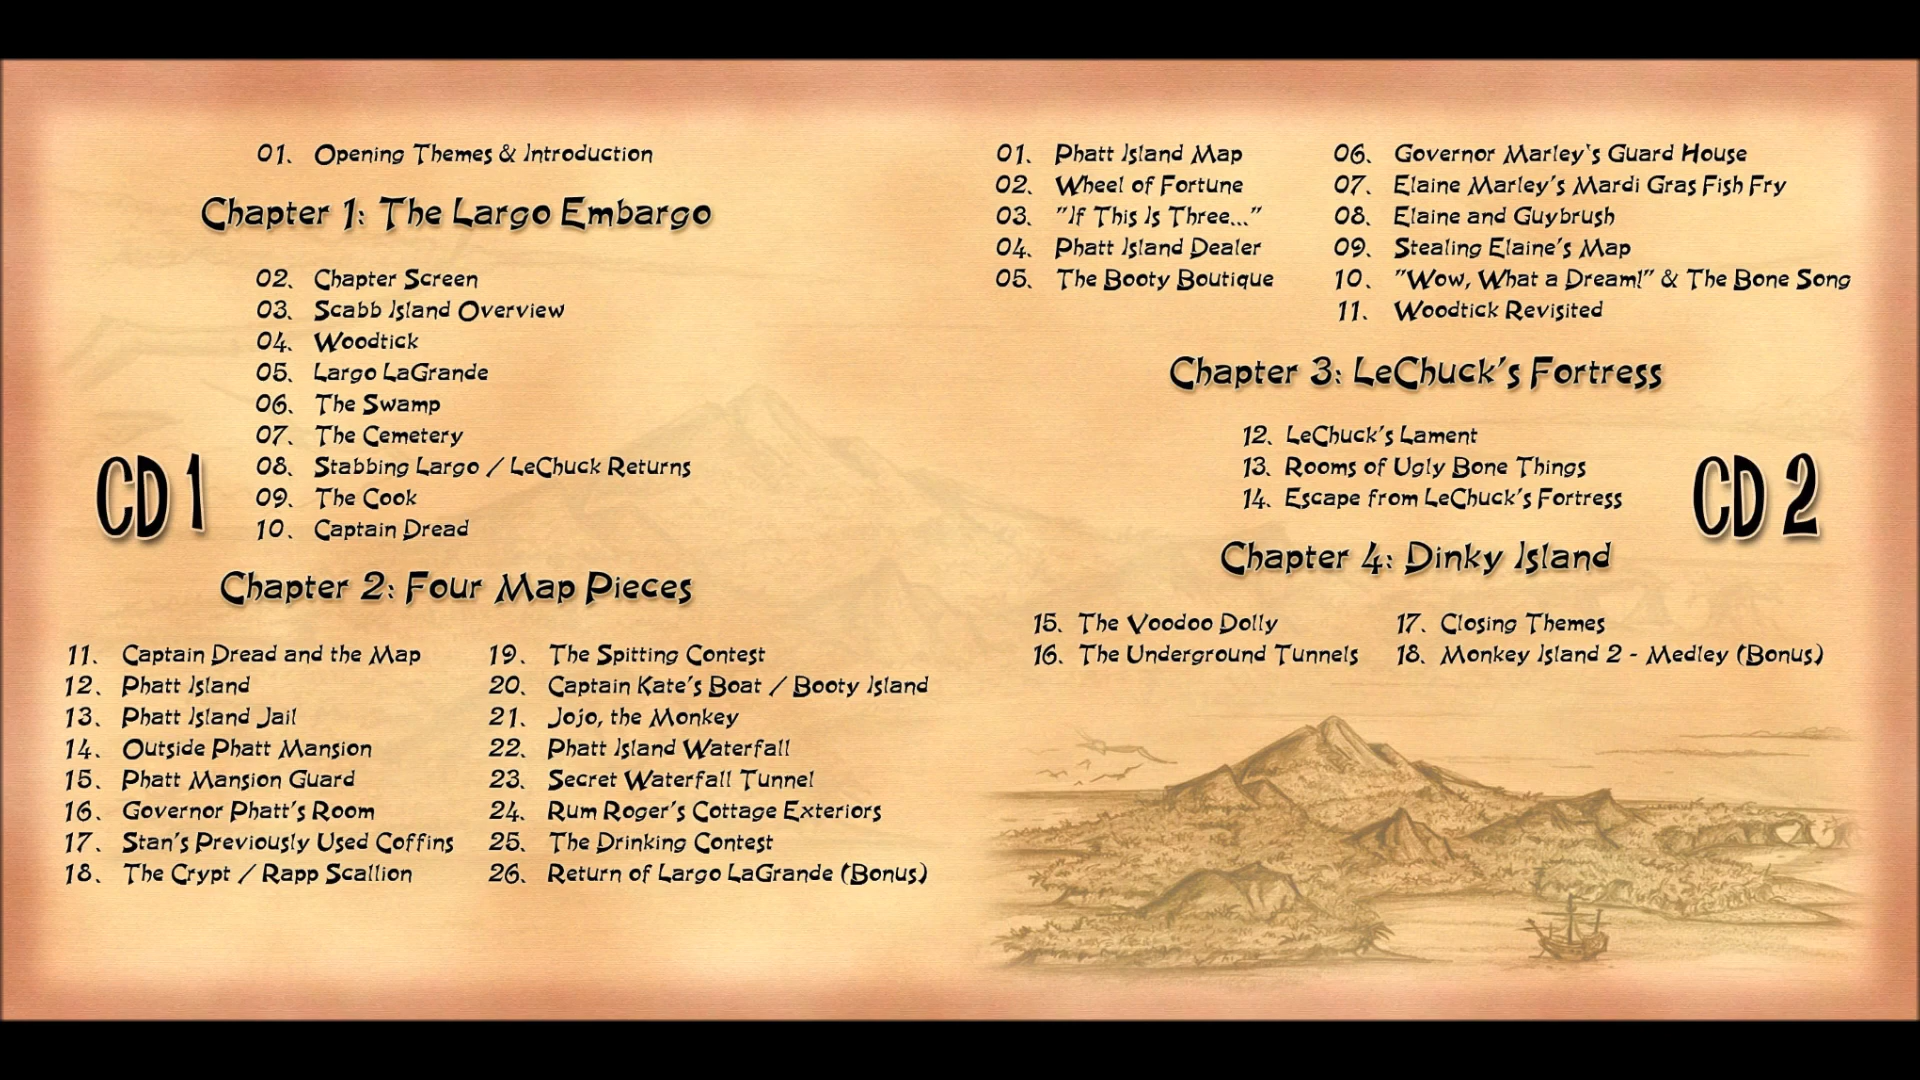 01. Opening Themes & Introduction
Chapter 1: The Largo Embargo
02. Chapter Screen
03. Scabb Island Overview
04. Woodtick
05. Largo LaGrande
06. The Swamp
07. The Cemetery
08. Stabbing Largo / LeChuck Returns
09. The Cook
10. Captain Dread
CD 1
Chapter 2: Four Map Pieces
11. Captain Dread and the Map
12. Phatt Island
13. Phatt Island Jail
14. Outside Phatt Mansion
15. Phatt Mansion Guard
16. Governor Phatt's Room
17. Stan's Previously Used Coffins
18. The Crypt / Rapp Scallion
19. The Spitting Contest
20. Captain Kate's Boat / Booty Island
21. Jojo, the Monkey
22. Phatt Island Waterfall
23. Secret Waterfall Tunnel
24. Rum Roger's Cottage Exteriors
25. The Drinking Contest
26. Return of Largo LaGrande (Bonus)
01. Phatt Island Map
02. Wheel of Fortune
03. "If This Is Three..."
04. Phatt Island Dealer
05. The Booty Boutique
06. Governor Marley`s Guard House
07. Elaine Marley's Mardi Gras Fish Fry
08. Elaine and Guybrush
09. Stealing Elaine's Map
10. "Wow, What a Dream!" & The Bone Song
11. Woodtick Revisited
Chapter 3: LeChuck's Fortress
12. LeChuck's Lament
13. Rooms of Ugly Bone Things
14. Escape from LeChuck's Fortress
CD 2
Chapter 4: Dinky Island
15. The Voodoo Dolly
16. The Underground Tunnels
17. Closing Themes
18. Monkey Island 2 - Medley (Bonus)